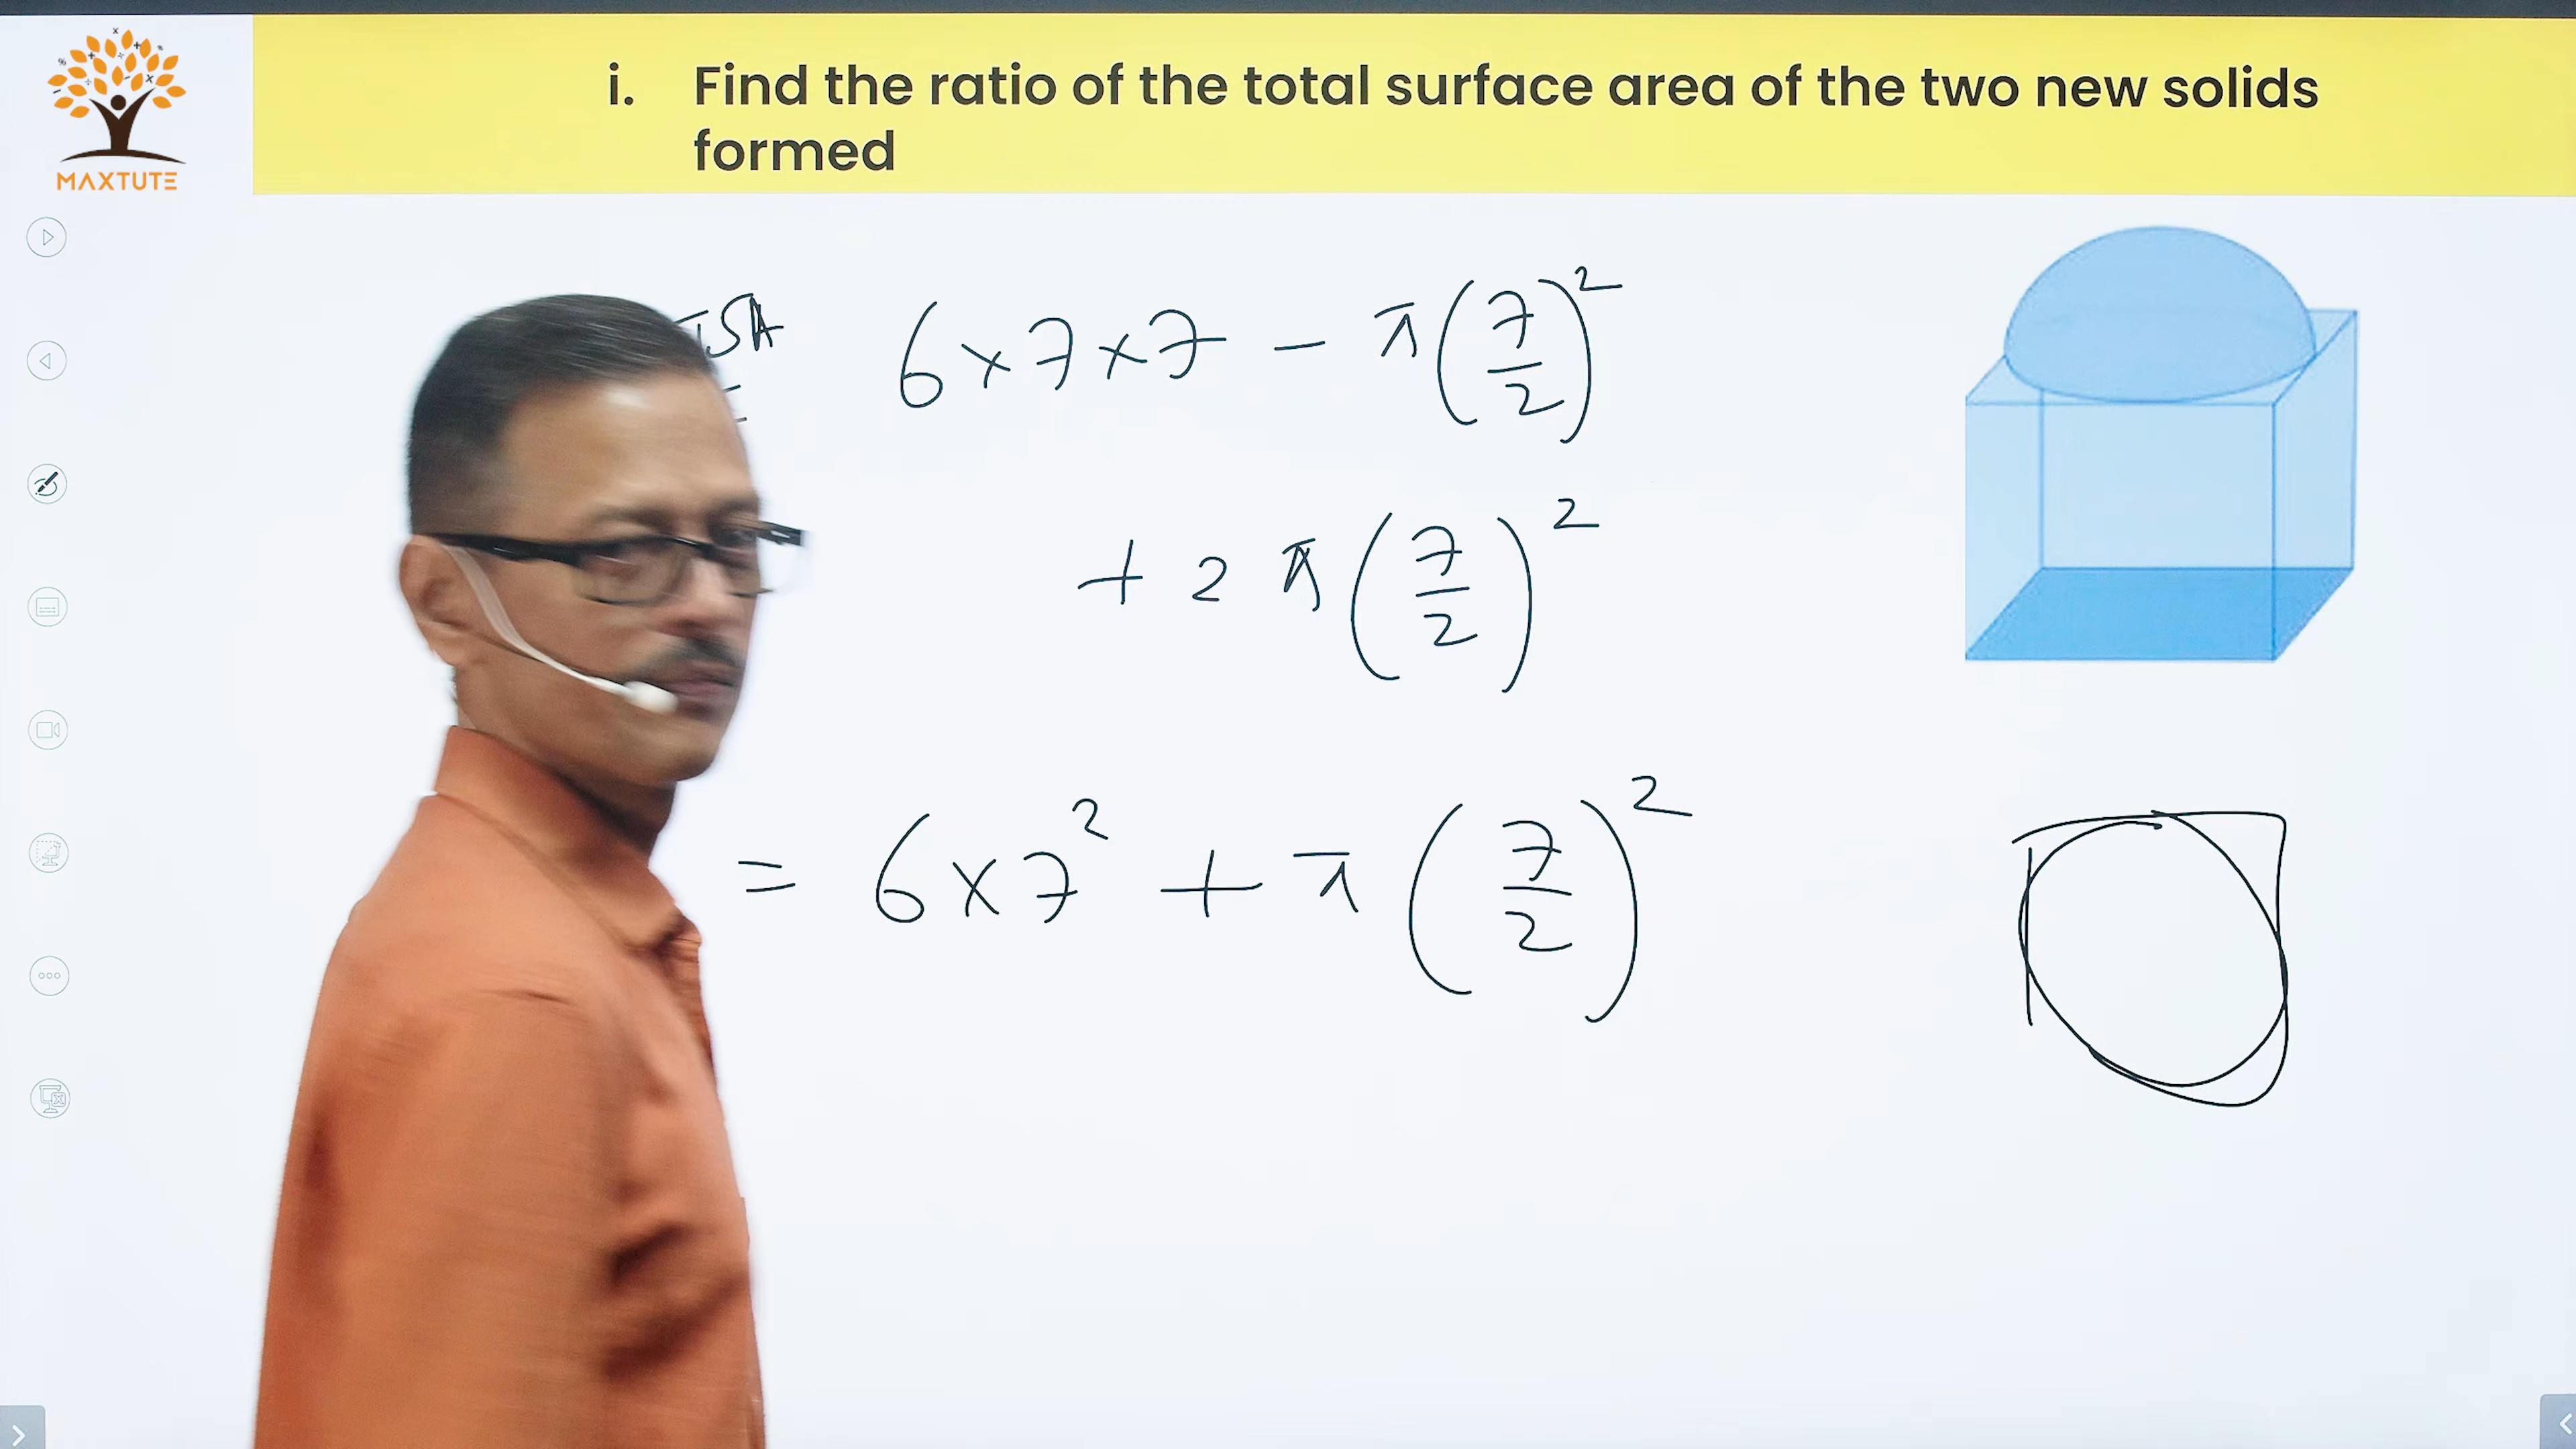 MAXTUTE
i. Find the ratio of the total surface area of the two new solids
formed
TSA = 6 × 7 × 7 − π(7/2)²
+ 2 π(7/2)²
= 6 × 7² + π(7/2)²